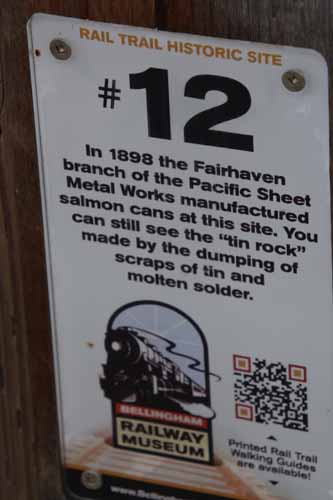 RAIL TRAIL HISTORIC SITE
#12
In 1898 the Fairhaven
branch of the Pacific Sheet
Metal Works manufactured
salmon cans at this site. You
can still see the "tin rock"
made by the dumping of
scraps of tin and
molten solder.
BELLINGHAM
RAILWAY
MUSEUM
Printed Rail Trail
Walking Guides
are available!